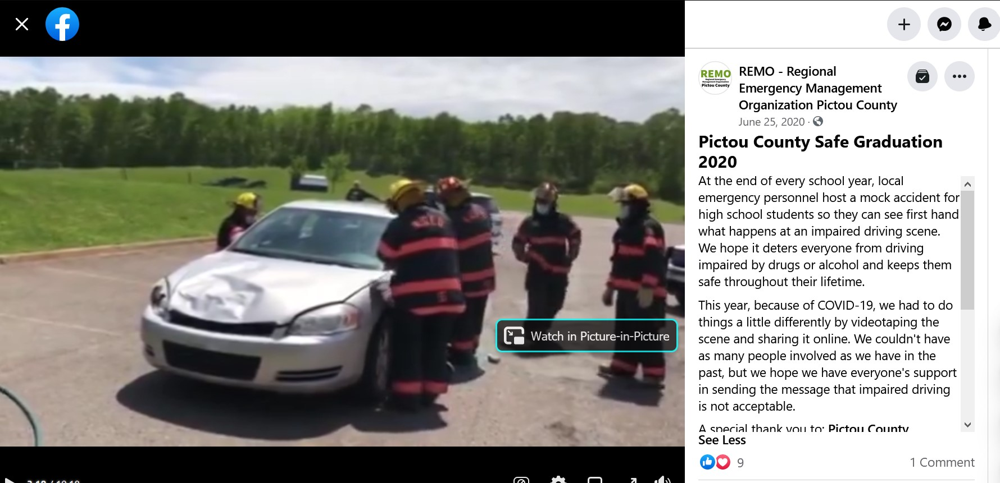 REMO
Regional Emergency
Management Organization
Pictou County
REMO - Regional
Emergency Management
Organization Pictou County
June 25, 2020 ·
Pictou County Safe Graduation
2020
At the end of every school year, local
emergency personnel host a mock accident for
high school students so they can see first hand
what happens at an impaired driving scene.
We hope it deters everyone from driving
impaired by drugs or alcohol and keeps them
safe throughout their lifetime.
This year, because of COVID-19, we had to do
things a little differently by videotaping the
scene and sharing it online. We couldn't have
as many people involved as we have in the
past, but we hope we have everyone's support
in sending the message that impaired driving
is not acceptable.
A special thank you to: Pictou County
See Less
9
1 Comment
Watch in Picture-in-Picture